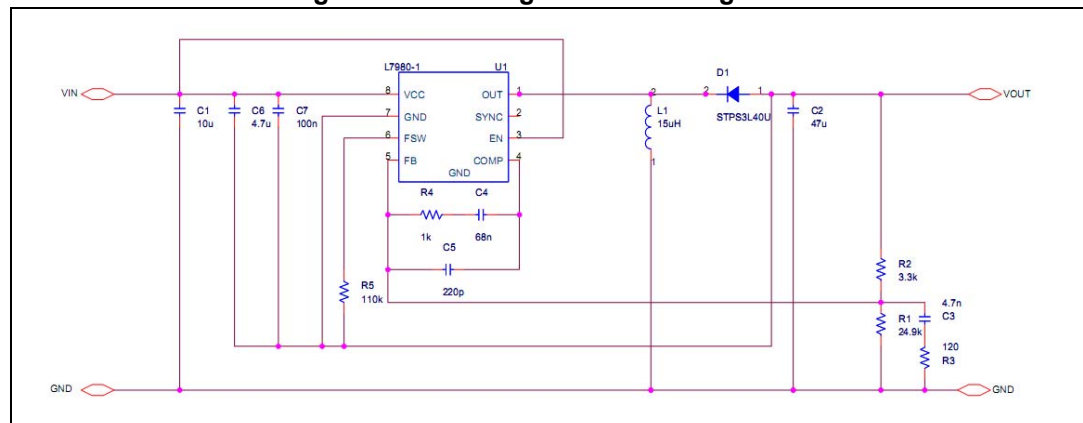 L7980-1 U1
VIN
C1
10u
C6
4.7u
C7
100n
8 VCC OUT 1
7 GND SYNC 2
6 FSW EN 3
5 FB COMP 4
GND
2
L1
15uH
1
D1
2 1
STPS3L40U
C2
47u
VOUT
R4
1k
C4
68n
C5
220p
R5
110k
R2
3.3k
R1
24.9k
4.7n
C3
120
R3
GND
GND